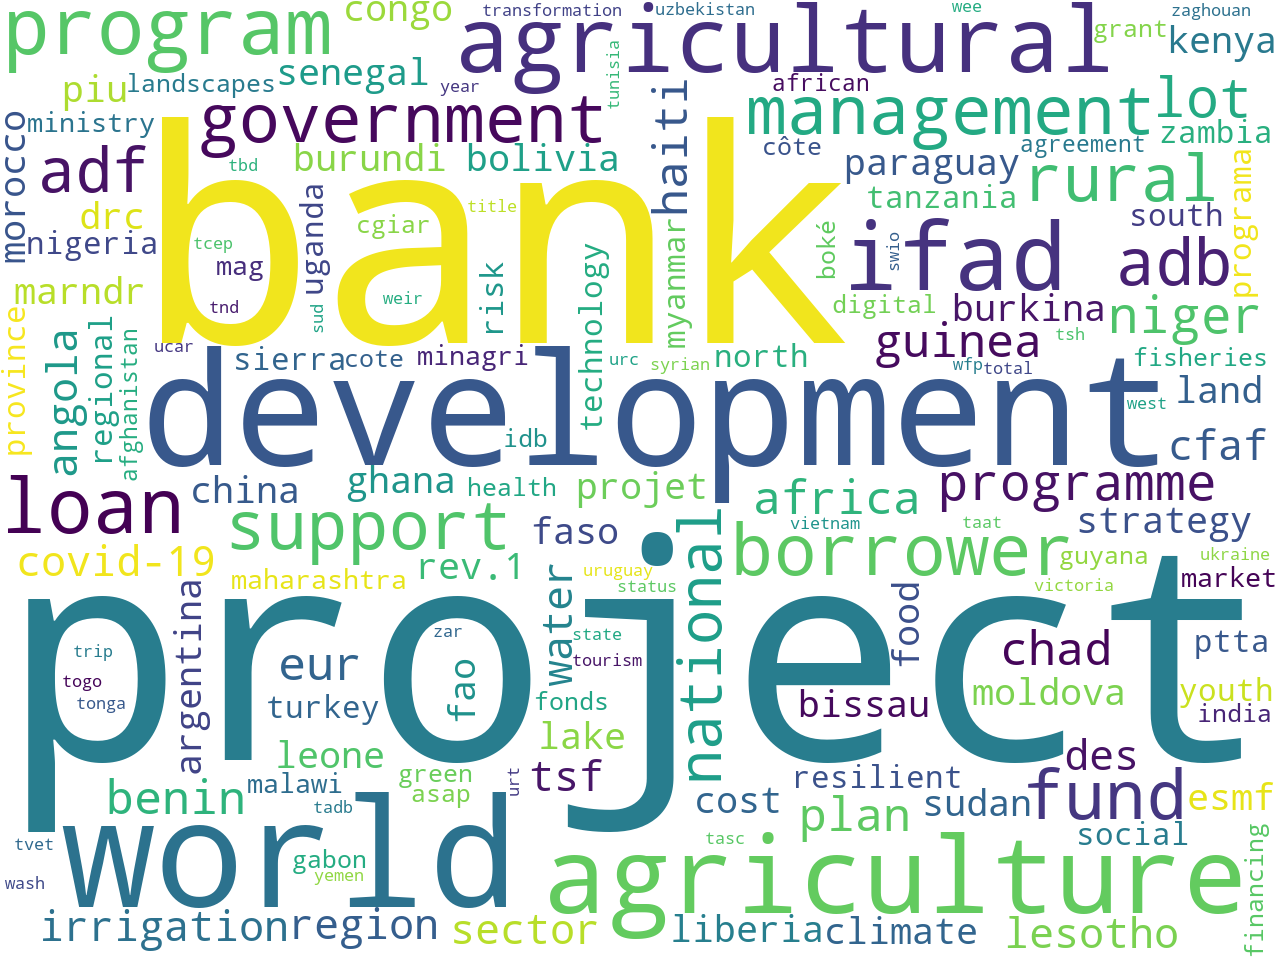 program
congo
transformation
uzbekistan
wee
zaghouan
agricultural
grant
kenya
piu
landscapes
senegal
year
tunisia
african
morocco
ministry
government
haiti
management
lot
zambia
adf
tbd
burundi
bolivia
côte
paraguay
agreement
rural
programa
drc
nigeria
tcep
mag
tnd
uganda
sud
cgiar
title
weir
bank
risk
technology
myanmar
tanzania
south
boké
swio
ifad
adb
digital
burkina
niger
marndr
province
angola
regional
afghanistan
ucar
sierra
cote
minagri
urc
syrian
north
guinea
tsh
wfp
total
fisheries
development
west
land
idb
cfaf
loan
china
ghana
health
projet
africa
programme
support
faso
national
vietnam
taat
strategy
covid-19
maharashtra
rev.1
uruguay
status
borrower
guyana
ukraine
victoria
market
project
argentina
trip
togo
tonga
eur
turkey
zar
fao
water
state
tourism
fonds
food
chad
bissau
moldova
ptta
youth
india
leone
lake
malawi
green
asap
urt
tsf
resilient
des
benin
tadb
cost
plan
sudan
fund
esmf
tvet
wash
world
gabon
yemen
tasc
agriculture
social
financing
irrigation
region
sector
liberia
climate
lesotho